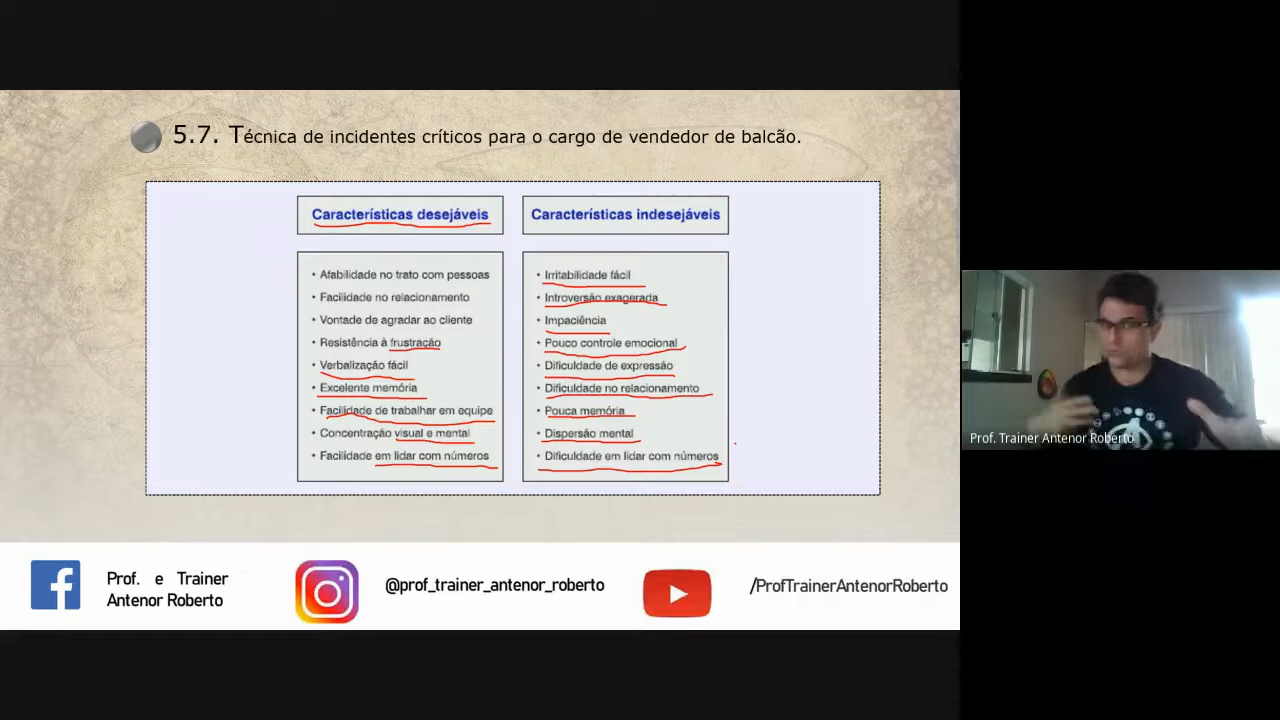 5.7. Técnica de incidentes críticos para o cargo de vendedor de balcão.
Características desejáveis
Características indesejáveis
• Afabilidade no trato com pessoas
• Facilidade no relacionamento
• Vontade de agradar ao cliente
• Resistência à frustração
• Verbalização fácil
• Excelente memória
• Facilidade de trabalhar em equipe
• Concentração visual e mental
• Facilidade em lidar com números
• Irritabilidade fácil
• Introversão exagerada
• Impaciência
• Pouco controle emocional
• Dificuldade de expressão
• Dificuldade no relacionamento
• Pouca memória
• Dispersão mental
• Dificuldade em lidar com números
Prof. Trainer Antenor Roberto
Prof. e Trainer
Antenor Roberto
@prof_trainer_antenor_roberto
/ProfTrainerAntenorRoberto